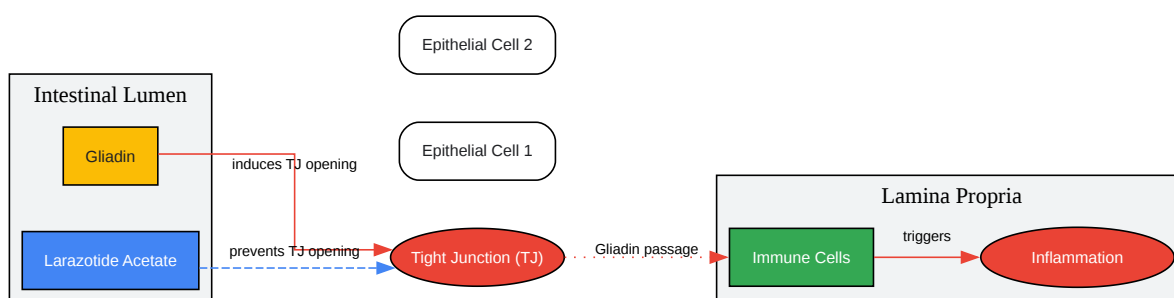 Epithelial Cell 2
Intestinal Lumen
Gliadin
induces TJ opening
Epithelial Cell 1
Lamina Propria
Larazotide Acetate
prevents TJ opening
Tight Junction (TJ)
Gliadin passage
Immune Cells
triggers
Inflammation